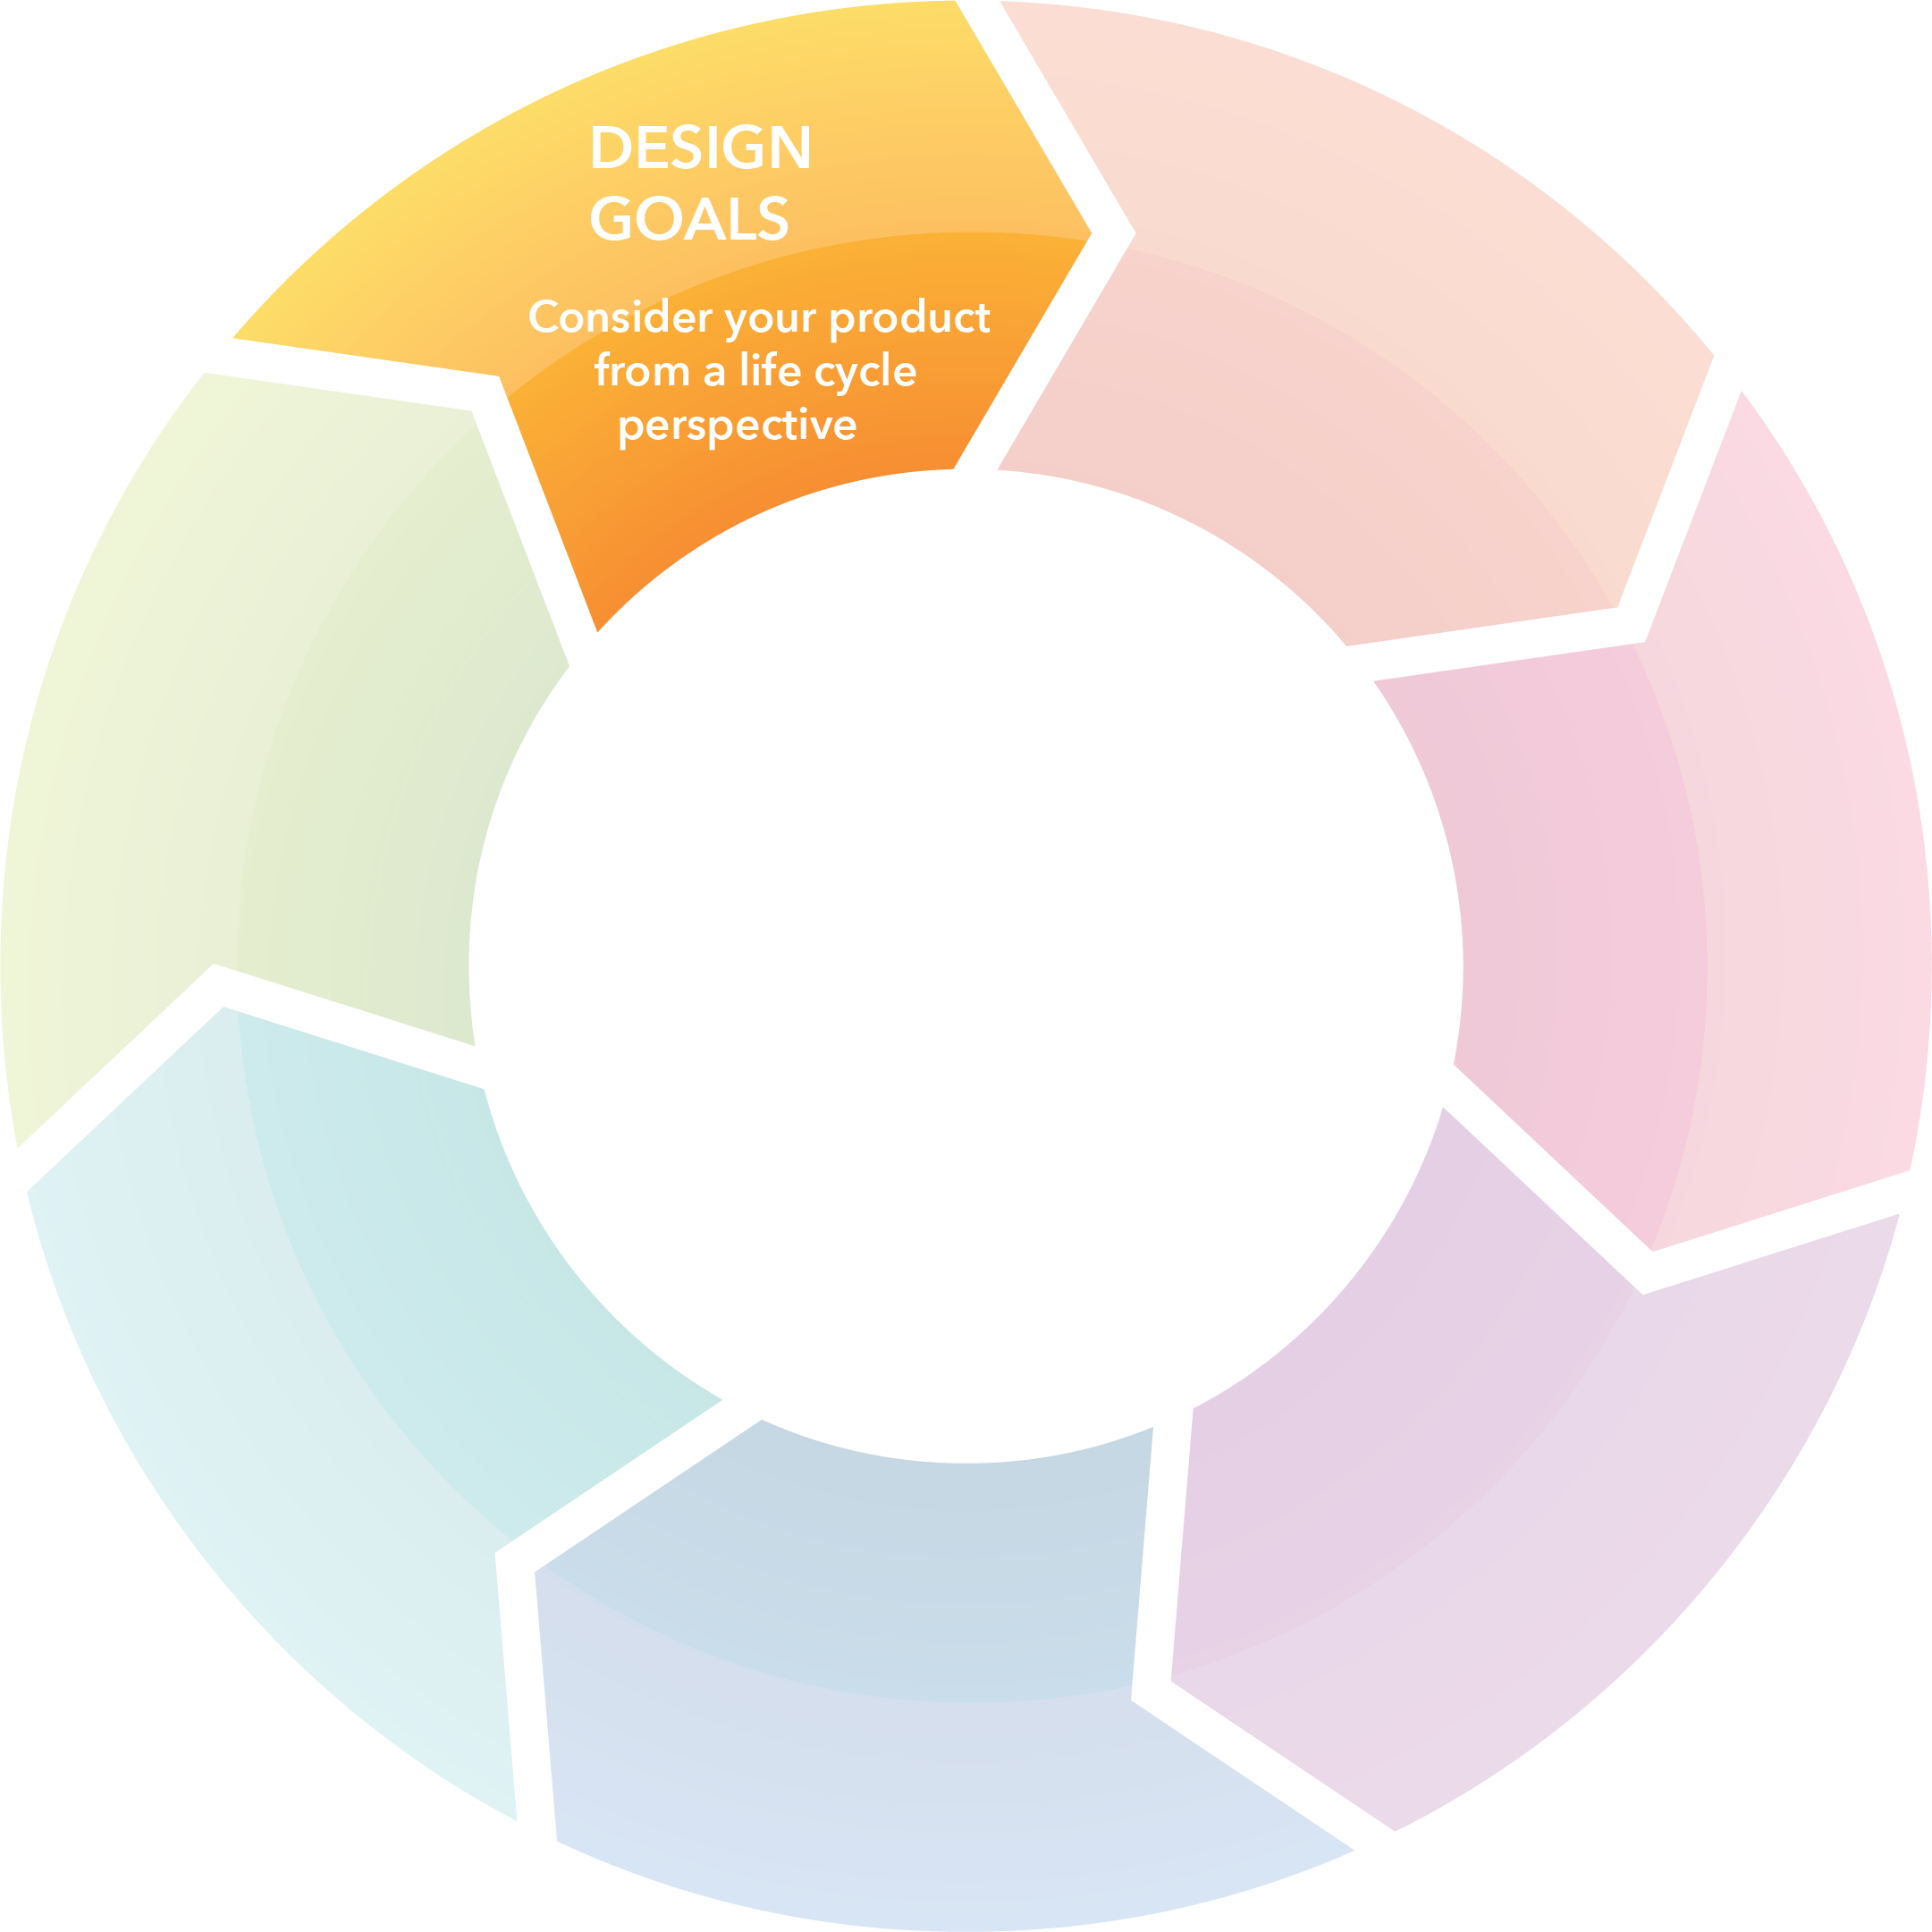 DESIGN
GOALS
Consider your product
from a life cycle
perspective